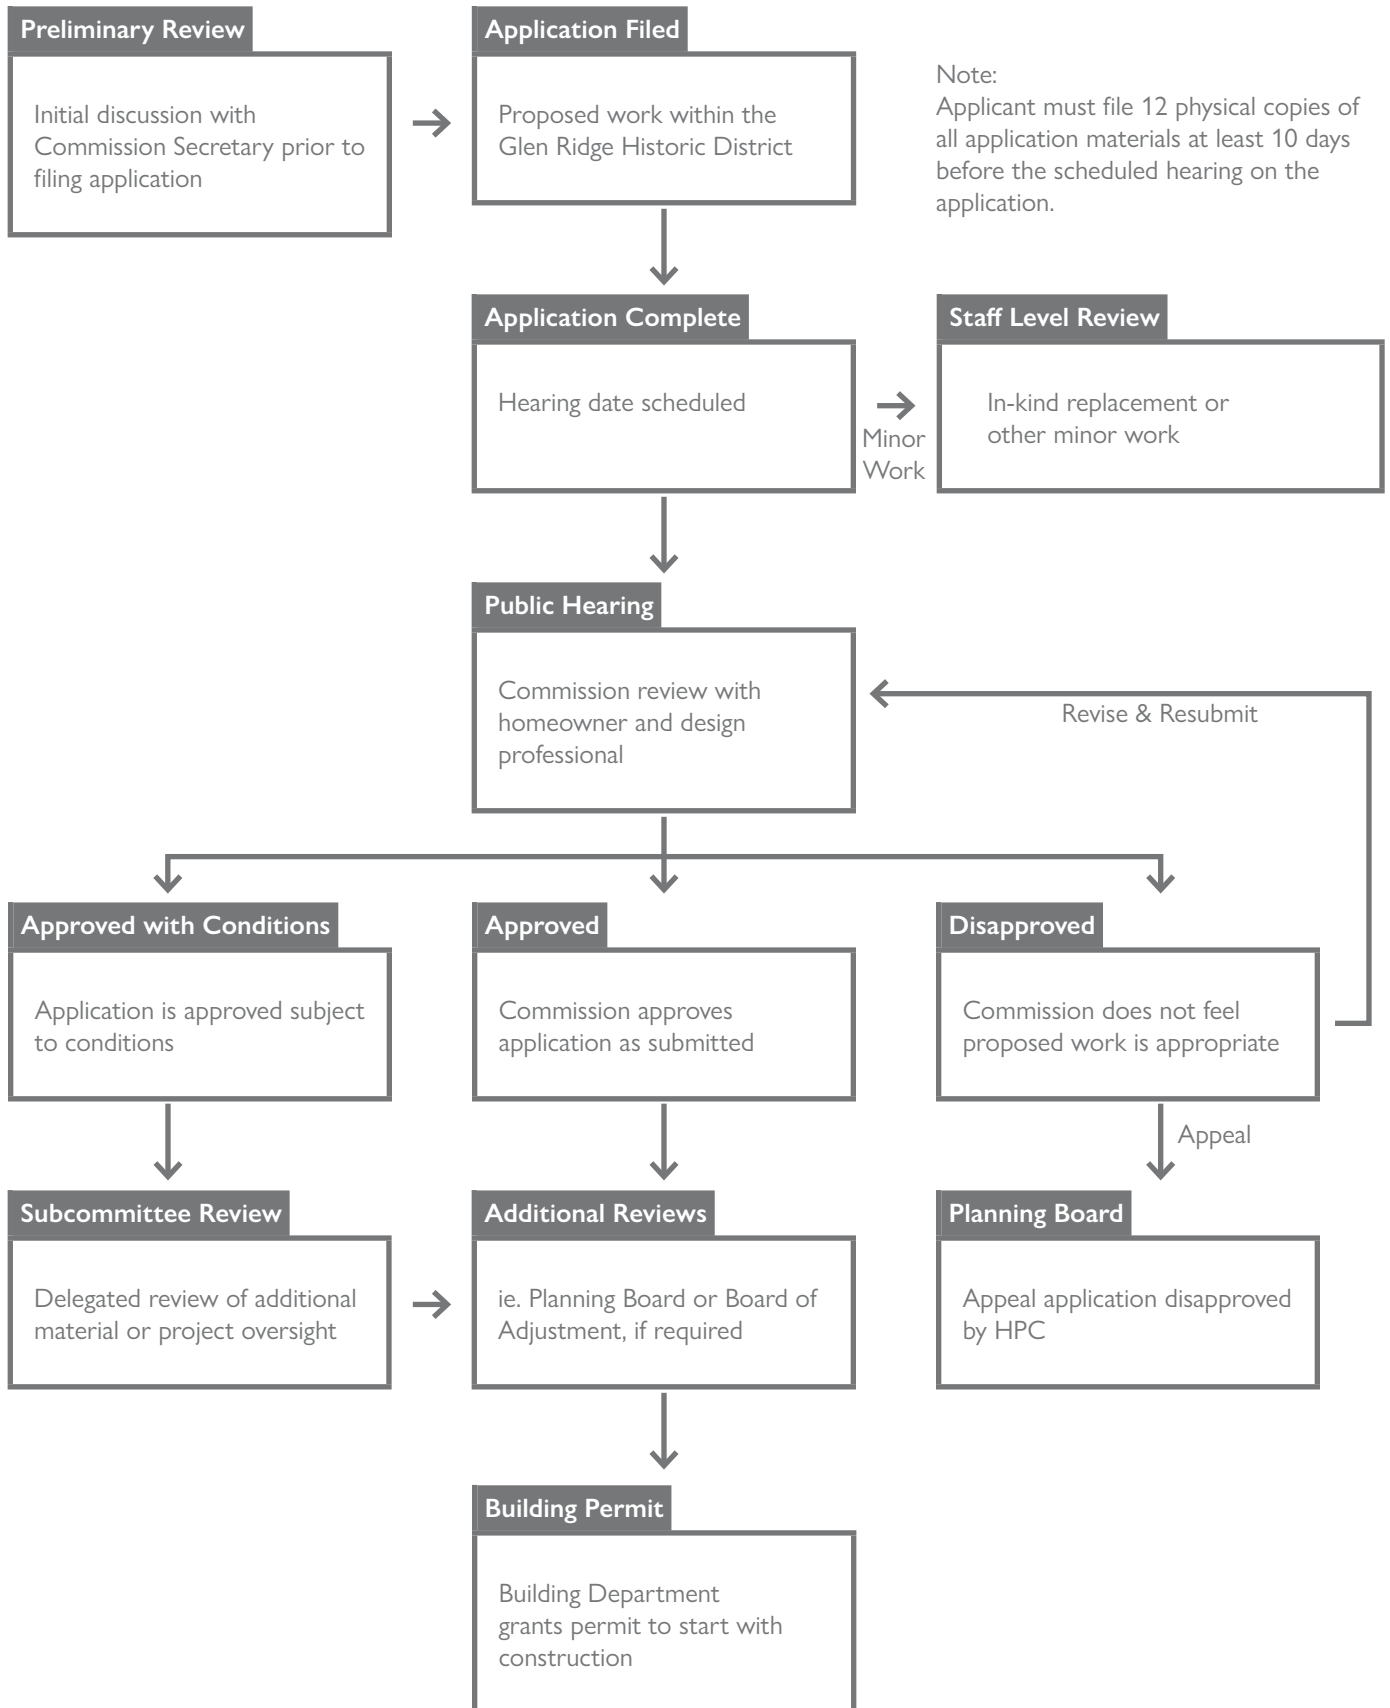 Preliminary Review
Initial discussion with
Commission Secretary prior to
filing application
Application Filed
Proposed work within the
Glen Ridge Historic District
Note:
Applicant must file 12 physical copies of
all application materials at least 10 days
before the scheduled hearing on the
application.
Application Complete
Hearing date scheduled
Minor
Work
Staff Level Review
In-kind replacement or
other minor work
Public Hearing
Commission review with
homeowner and design
professional
Revise & Resubmit
Approved with Conditions
Application is approved subject
to conditions
Approved
Commission approves
application as submitted
Disapproved
Commission does not feel
proposed work is appropriate
Appeal
Subcommittee Review
Delegated review of additional
material or project oversight
Additional Reviews
ie. Planning Board or Board of
Adjustment, if required
Planning Board
Appeal application disapproved
by HPC
Building Permit
Building Department
grants permit to start with
construction